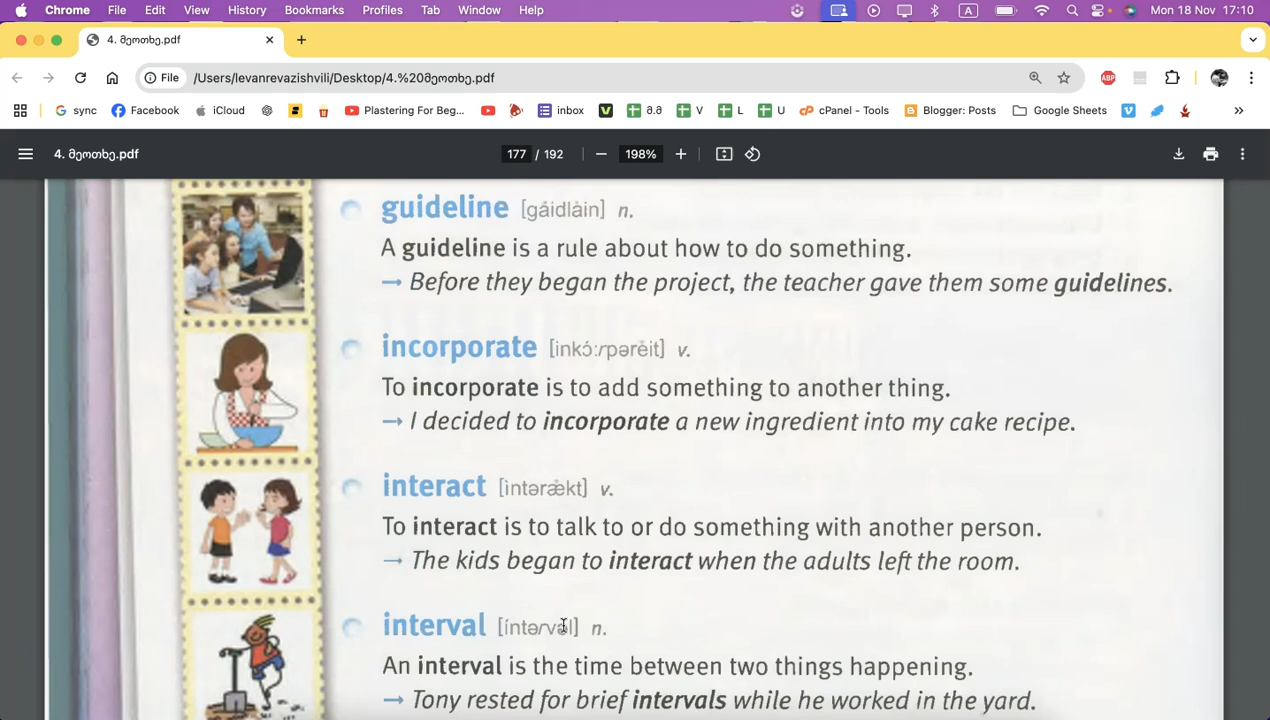 Chrome File Edit View History Bookmarks Profiles Tab Window Help A Mon 18 Nov 17:10
4. მეოთხე.pdf
File /Users/levanrevazishvili/Desktop/4.%20მეოთხე.pdf ABP
sync Facebook iCloud Plastering For Beg... inbox V მ.მ V L U cPanel - Tools Blogger: Posts Google Sheets »
4. მეოთხე.pdf 177 / 192 — 198% +
guideline [gáidlàin] n.
A guideline is a rule about how to do something.
→ Before they began the project, the teacher gave them some guidelines.
incorporate [inkɔ́ːrpərèit] v.
To incorporate is to add something to another thing.
→ I decided to incorporate a new ingredient into my cake recipe.
interact [ìntərǽkt] v.
To interact is to talk to or do something with another person.
→ The kids began to interact when the adults left the room.
interval [íntərvəl] n.
An interval is the time between two things happening.
→ Tony rested for brief intervals while he worked in the yard.